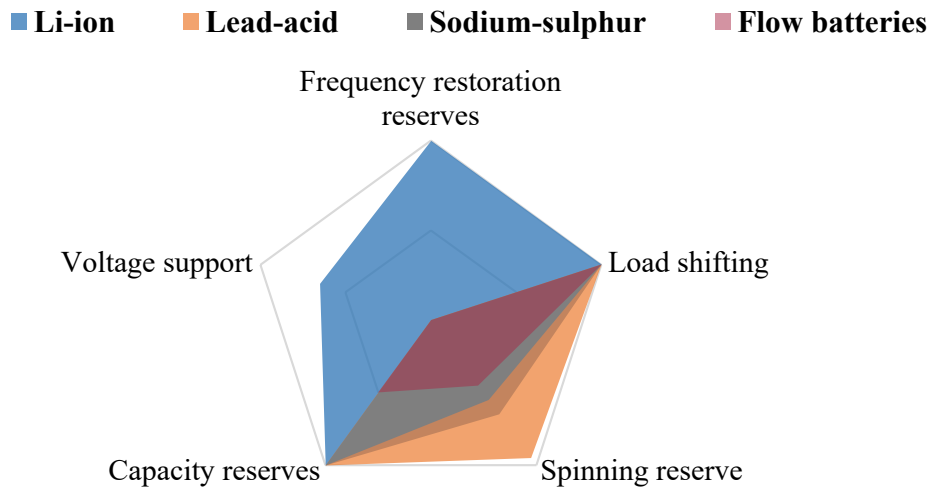 Li-ion Lead-acid Sodium-sulphur Flow batteries
Frequency restoration
reserves
Voltage support
Load shifting
Capacity reserves
Spinning reserve